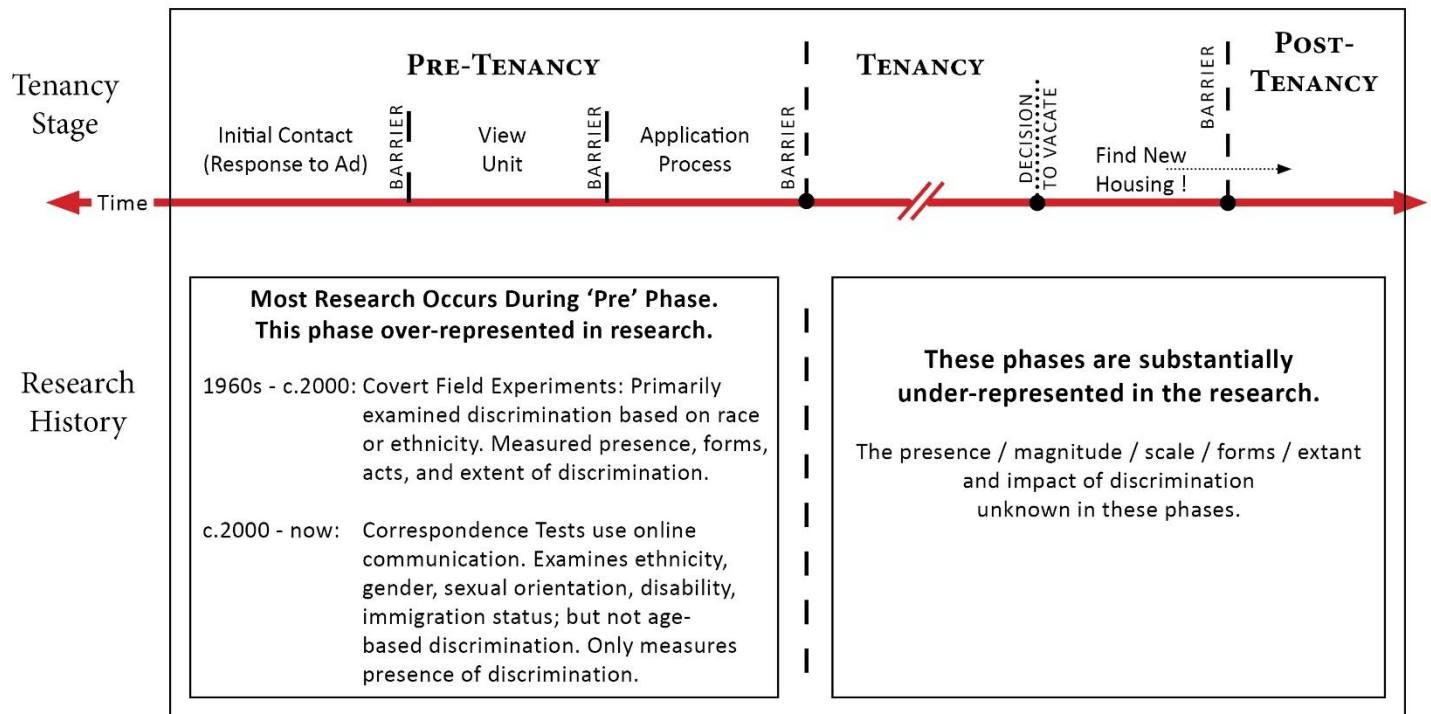 Tenancy
Stage
PRE-TENANCY
TENANCY
POST-
TENANCY
Initial Contact
(Response to Ad)
BARRIER
View
Unit
BARRIER
Application
Process
BARRIER
DECISION
TO VACATE
Find New
Housing !
BARRIER
Time
Research
History
Most Research Occurs During ‘Pre’ Phase.
This phase over-represented in research.
1960s - c.2000: Covert Field Experiments: Primarily
examined discrimination based on race
or ethnicity. Measured presence, forms,
acts, and extent of discrimination.
c.2000 - now: Correspondence Tests use online
communication. Examines ethnicity,
gender, sexual orientation, disability,
immigration status; but not age-
based discrimination. Only measures
presence of discrimination.
These phases are substantially
under-represented in the research.
The presence / magnitude / scale / forms / extant
and impact of discrimination
unknown in these phases.